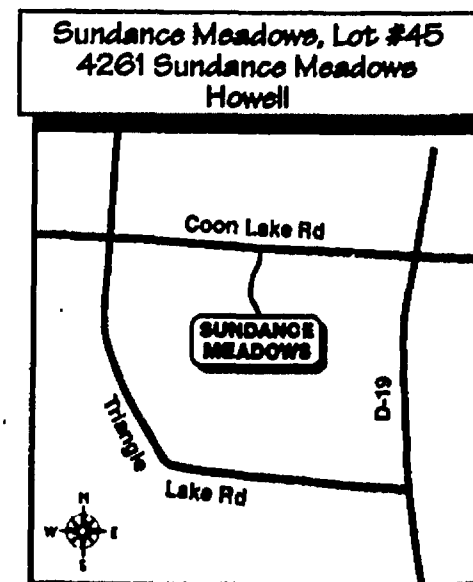 Sundance Meadows, Lot #45
4261 Sundance Meadows
Howell
Coon Lake Rd
SUNDANCE
MEADOWS
Triangle
Lake Rd
D-19
N
W
E
S